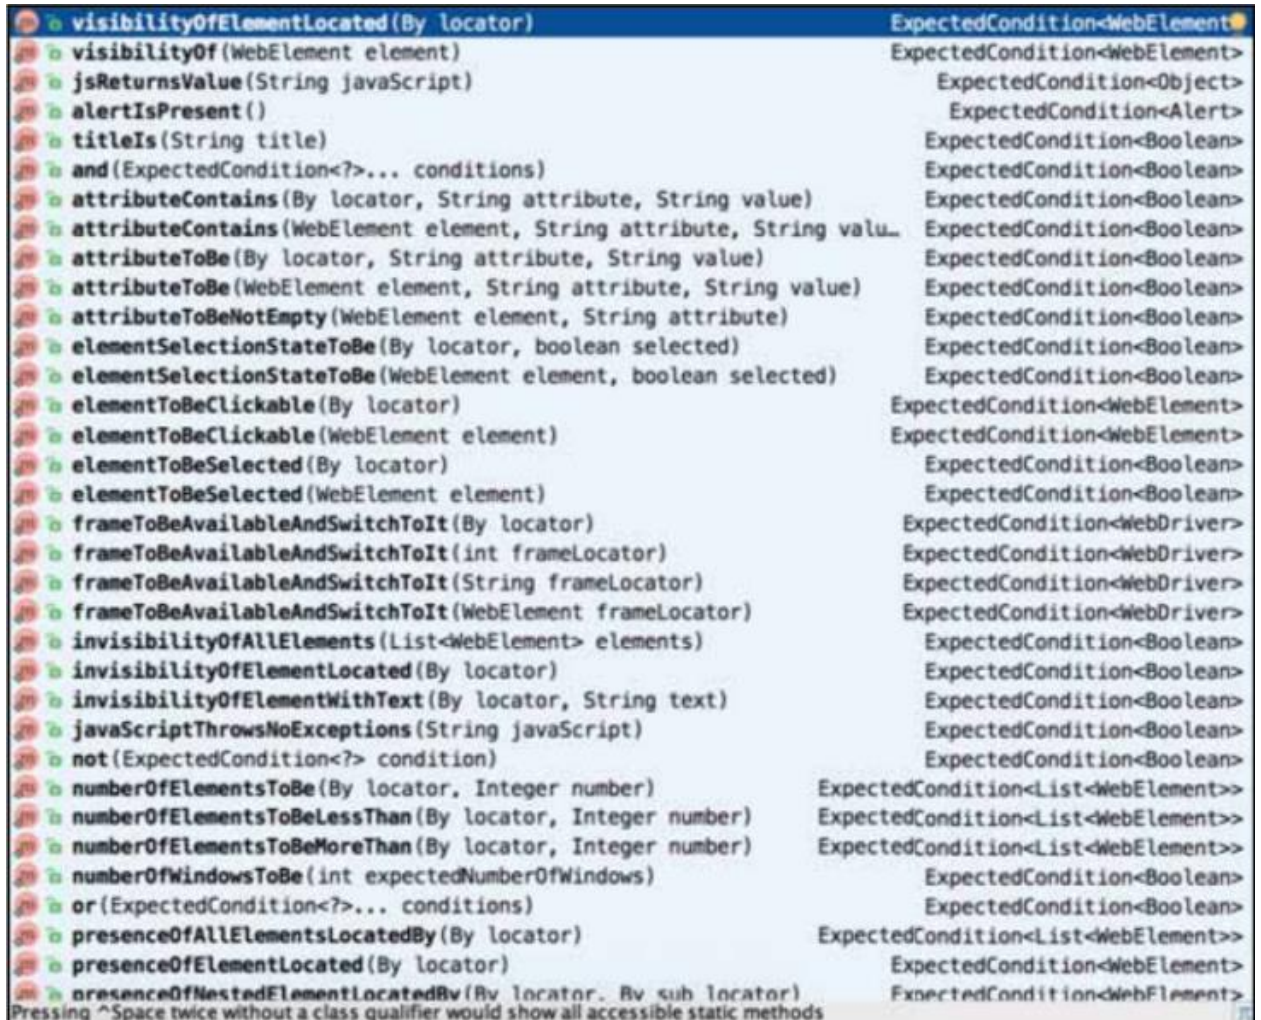 visibilityOfElementLocated(By locator) ExpectedCondition<WebElement>
visibilityOf(WebElement element) ExpectedCondition<WebElement>
jsReturnsValue(String javaScript) ExpectedCondition<Object>
alertIsPresent() ExpectedCondition<Alert>
titleIs(String title) ExpectedCondition<Boolean>
and(ExpectedCondition<?>... conditions) ExpectedCondition<Boolean>
attributeContains(By locator, String attribute, String value) ExpectedCondition<Boolean>
attributeContains(WebElement element, String attribute, String valu… ExpectedCondition<Boolean>
attributeToBe(By locator, String attribute, String value) ExpectedCondition<Boolean>
attributeToBe(WebElement element, String attribute, String value) ExpectedCondition<Boolean>
attributeToBeNotEmpty(WebElement element, String attribute) ExpectedCondition<Boolean>
elementSelectionStateToBe(By locator, boolean selected) ExpectedCondition<Boolean>
elementSelectionStateToBe(WebElement element, boolean selected) ExpectedCondition<Boolean>
elementToBeClickable(By locator) ExpectedCondition<WebElement>
elementToBeClickable(WebElement element) ExpectedCondition<WebElement>
elementToBeSelected(By locator) ExpectedCondition<Boolean>
elementToBeSelected(WebElement element) ExpectedCondition<Boolean>
frameToBeAvailableAndSwitchToIt(By locator) ExpectedCondition<WebDriver>
frameToBeAvailableAndSwitchToIt(int frameLocator) ExpectedCondition<WebDriver>
frameToBeAvailableAndSwitchToIt(String frameLocator) ExpectedCondition<WebDriver>
frameToBeAvailableAndSwitchToIt(WebElement frameLocator) ExpectedCondition<WebDriver>
invisibilityOfAllElements(List<WebElement> elements) ExpectedCondition<Boolean>
invisibilityOfElementLocated(By locator) ExpectedCondition<Boolean>
invisibilityOfElementWithText(By locator, String text) ExpectedCondition<Boolean>
javaScriptThrowsNoExceptions(String javaScript) ExpectedCondition<Boolean>
not(ExpectedCondition<?> condition) ExpectedCondition<Boolean>
numberOfElementsToBe(By locator, Integer number) ExpectedCondition<List<WebElement>>
numberOfElementsToBeLessThan(By locator, Integer number) ExpectedCondition<List<WebElement>>
numberOfElementsToBeMoreThan(By locator, Integer number) ExpectedCondition<List<WebElement>>
numberOfWindowsToBe(int expectedNumberOfWindows) ExpectedCondition<Boolean>
or(ExpectedCondition<?>... conditions) ExpectedCondition<Boolean>
presenceOfAllElementsLocatedBy(By locator) ExpectedCondition<List<WebElement>>
presenceOfElementLocated(By locator) ExpectedCondition<WebElement>
presenceOfNestedElementLocatedBy(By locator, By sub_locator) ExpectedCondition<WebElement>
Pressing ^Space twice without a class qualifier would show all accessible static methods